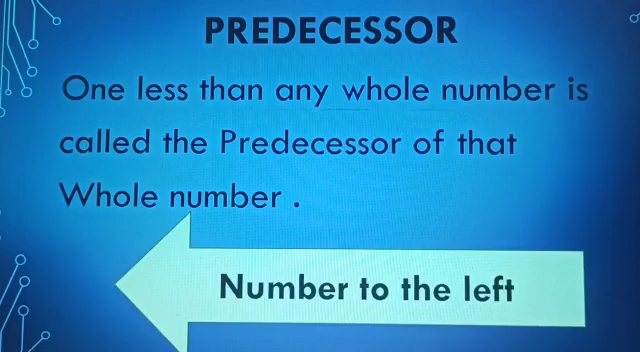 PREDECESSOR
One less than any whole number is
called the Predecessor of that
Whole number .
Number to the left